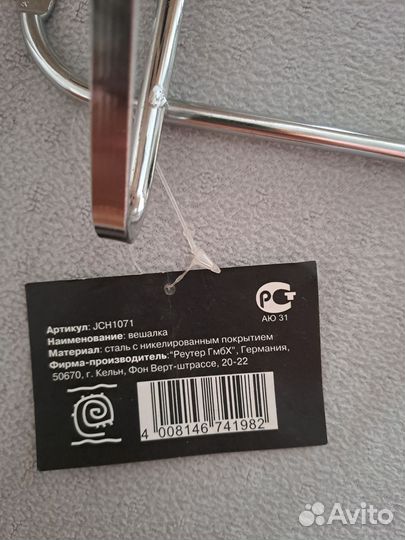 РСТ
АЮ 31
Артикул: JCH1071
Наименование: вешалка
Материал: сталь с никелированным покрытием
Фирма-производитель:"Реутер ГмбХ", Германия,
50670, г. Кельн, Фон Верт-штрассе, 20-22
4 008146 741982
Avito